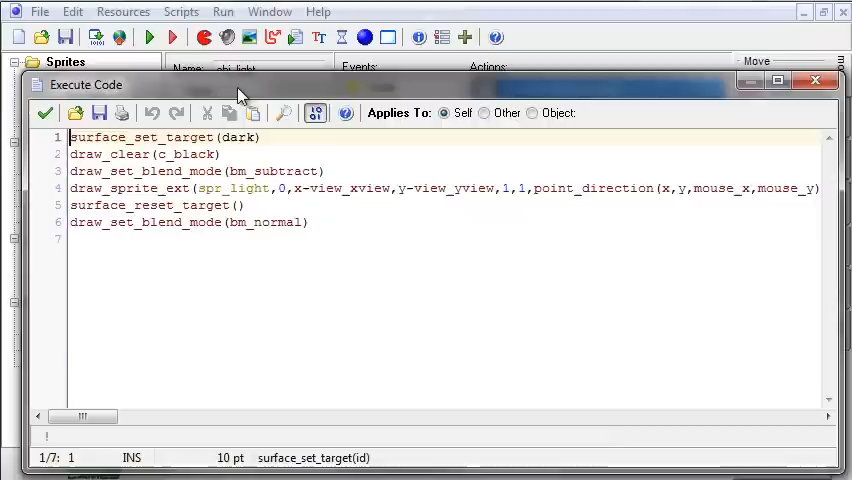 File Edit Resources Scripts Run Window Help
Sprites
Move
Name: obj_light Events: Actions:
Execute Code
Applies To: Self Other Object:
1 surface_set_target(dark)
2 draw_clear(c_black)
3 draw_set_blend_mode(bm_subtract)
4 draw_sprite_ext(spr_light,0,x-view_xview,y-view_yview,1,1,point_direction(x,y,mouse_x,mouse_y)
5 surface_reset_target()
6 draw_set_blend_mode(bm_normal)
7
!
1/7: 1 INS 10 pt surface_set_target(id)